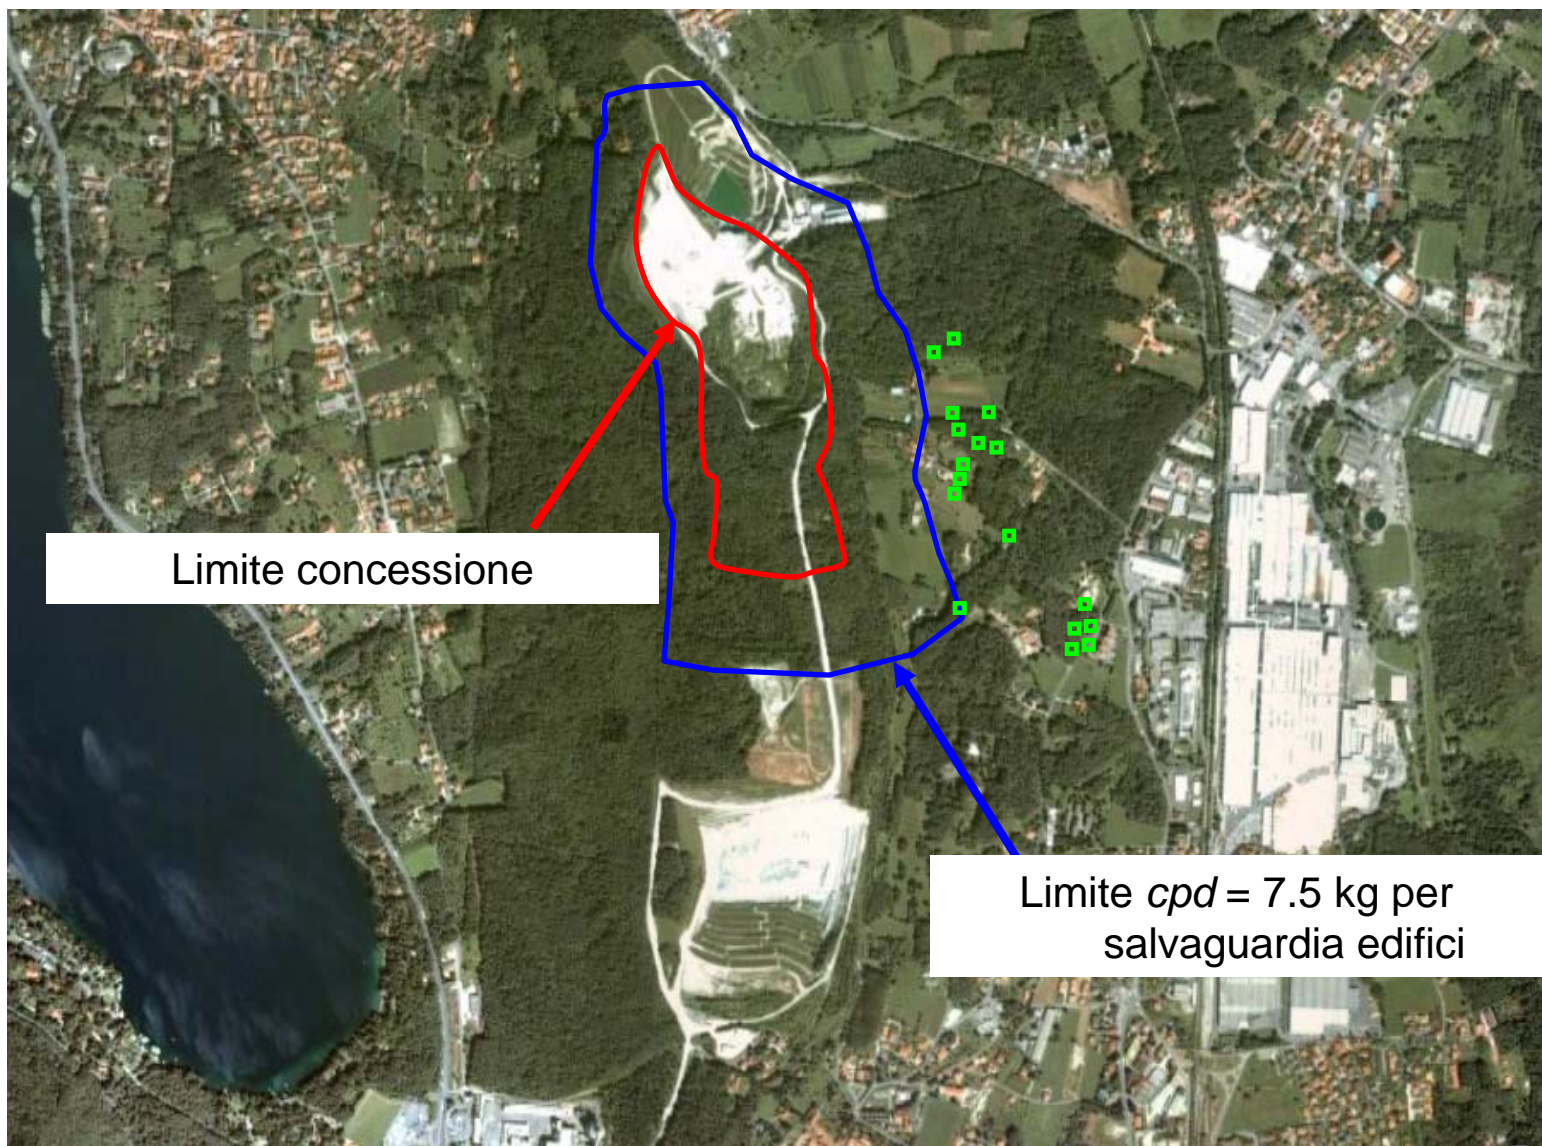 Limite concessione
Limite cpd = 7.5 kg per
salvaguardia edifici